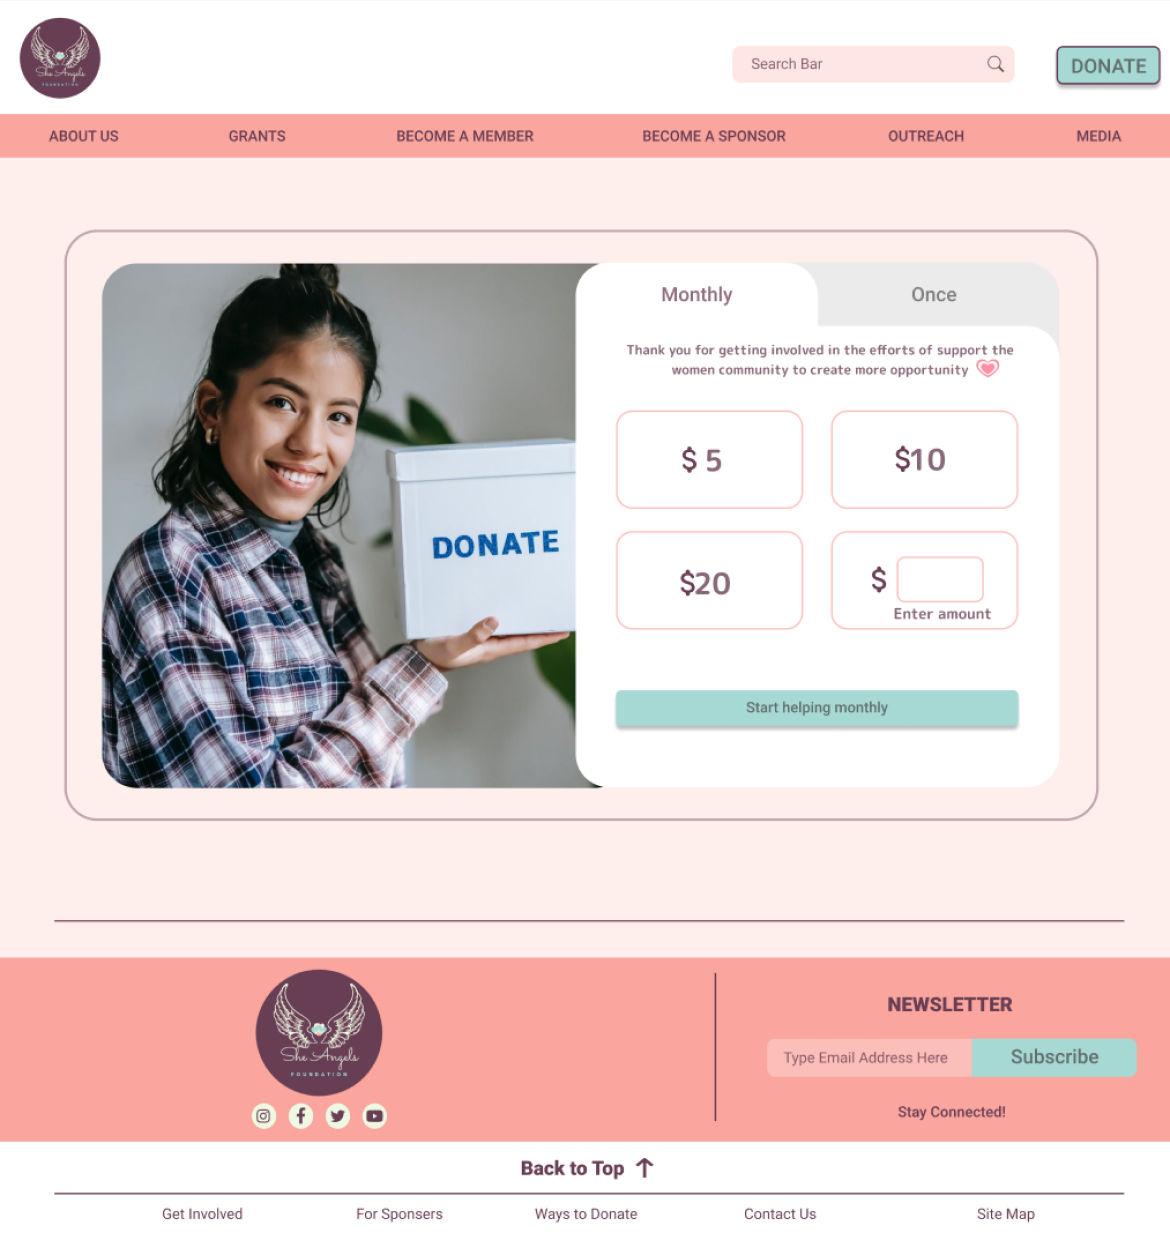 She Angels
FOUNDATION
Search Bar
DONATE
ABOUT US
GRANTS
BECOME A MEMBER
BECOME A SPONSOR
OUTREACH
MEDIA
DONATE
Monthly
Once
Thank you for getting involved in the efforts of support the
women community to create more opportunity
$ 5
$10
$20
$
Enter amount
Start helping monthly
She Angels
FOUNDATION
NEWSLETTER
Type Email Address Here
Subscribe
Stay Connected!
Back to Top
Get Involved
For Sponsers
Ways to Donate
Contact Us
Site Map